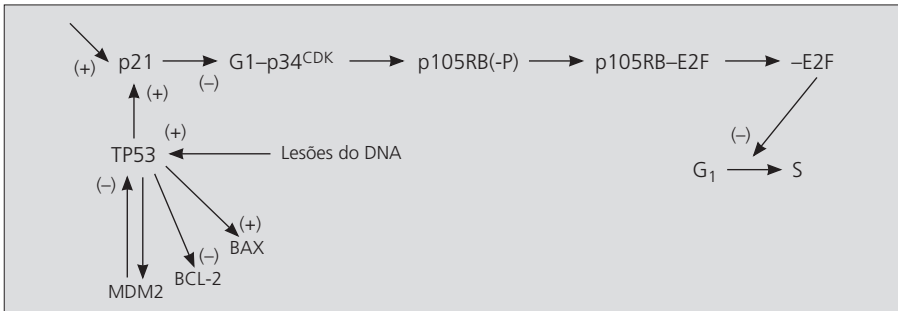 (+) p21 (–) G1–p34CDK p105RB(-P) p105RB–E2F –E2F
(+)
(–)
(+)
TP53 Lesões do DNA
G1 S
(–)
(+)
BAX
(–)
BCL-2
MDM2